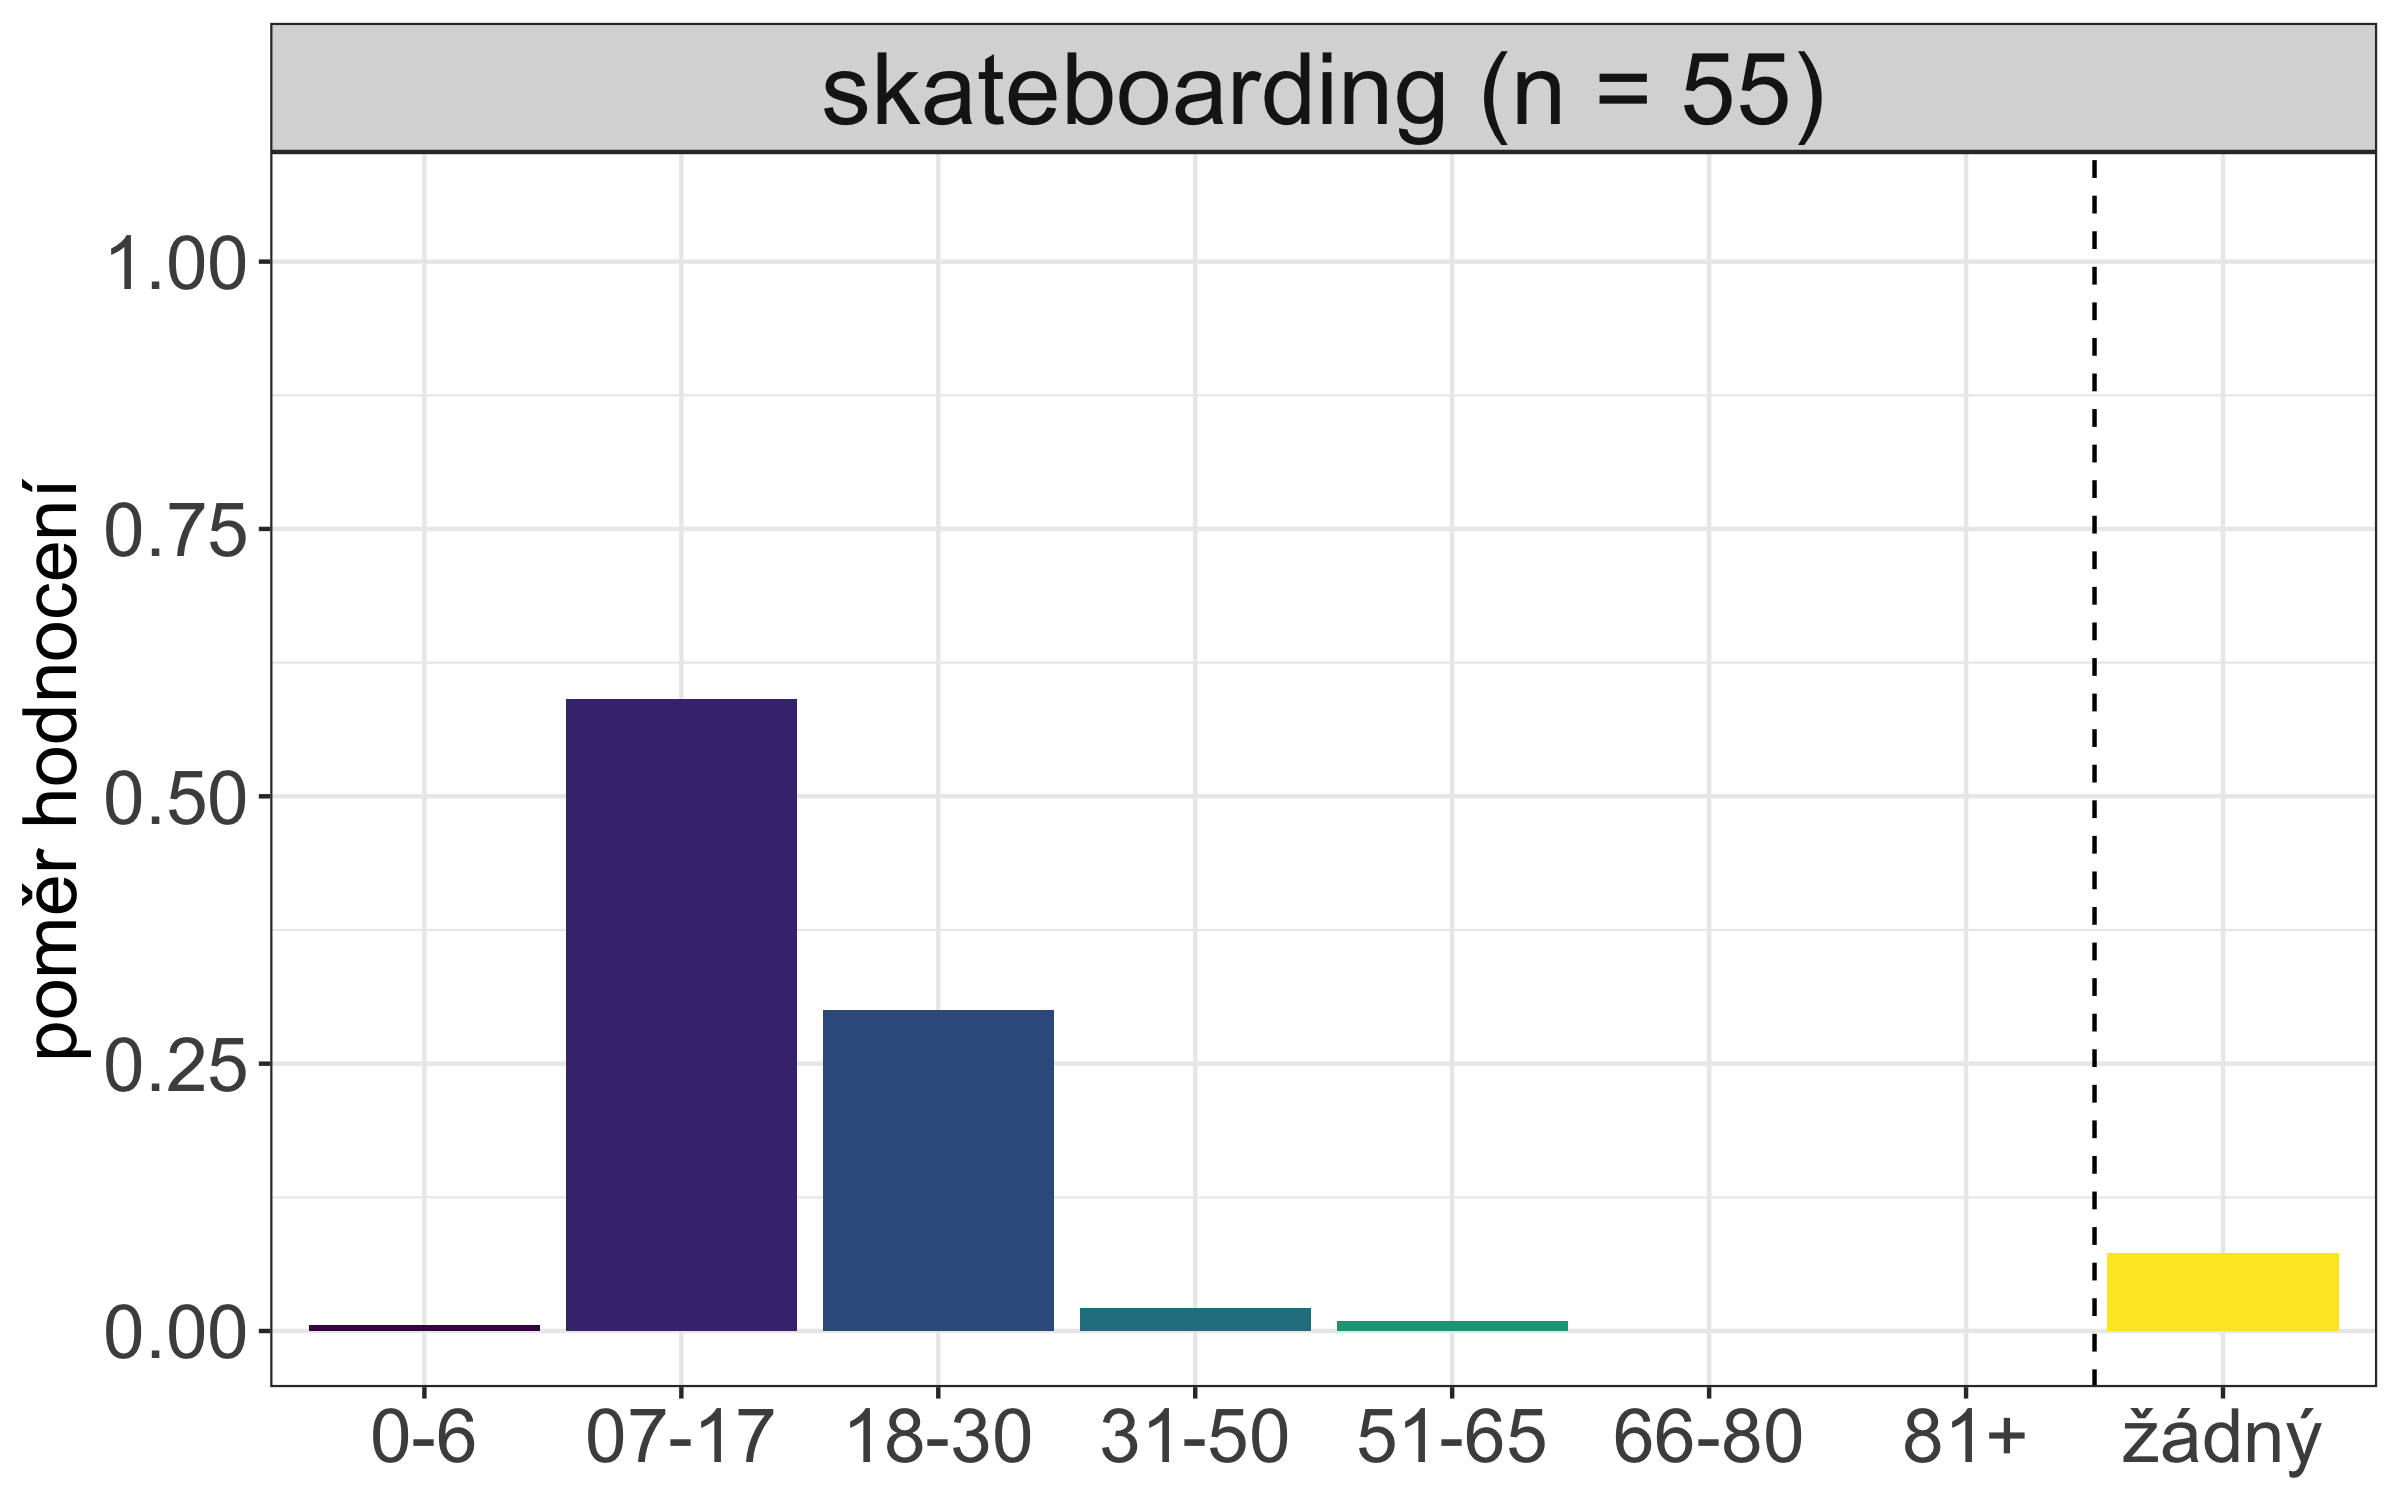 skateboarding (n = 55)
poměr hodnocení
1.00
0.75
0.50
0.25
0.00
0-6 07-17 18-30 31-50 51-65 66-80 81+ žádný